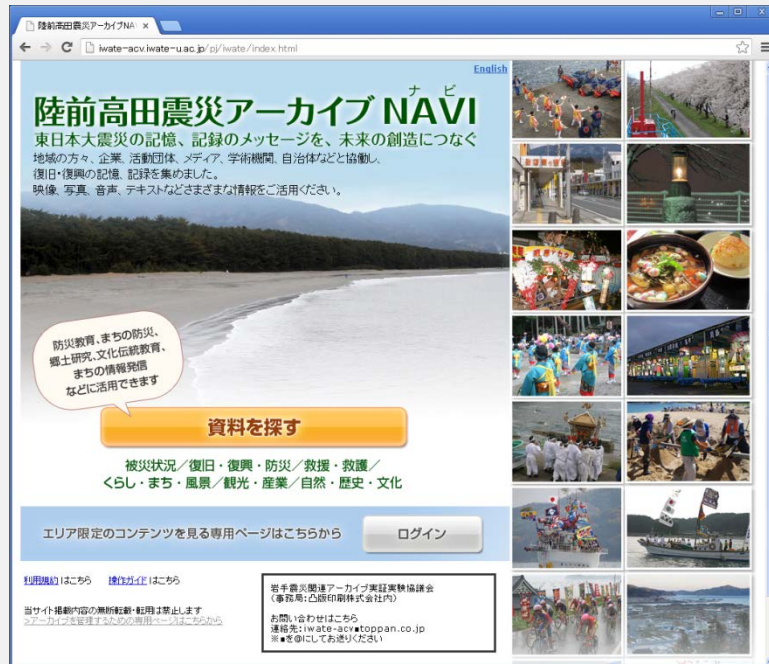 陸前高田震災アーカイブNA
iwate-acv.iwate-u.ac.jp/pj/iwate/index.html
English
ナビ
陸前高田震災アーカイブ NAVI
東日本大震災の記憶、記録のメッセージを、未来の創造につなぐ
地域の方々、企業、活動団体、メディア、学術機関、自治体などと協働し、
復旧・復興の記憶、記録を集めました。
映像、写真、音声、テキストなどさまざまな情報をご活用ください。
防災教育、まちの防災、
郷土研究、文化伝統教育、
まちの情報発信
などに活用できます
資料を探す
被災状況／復旧・復興・防災／救援・救護／
くらし・まち・風景／観光・産業／自然・歴史・文化
エリア限定のコンテンツを見る専用ページはこちらから
ログイン
利用規約はこちら 操作ガイドはこちら
当サイト掲載内容の無断転載・転用は禁止します
>アーカイブを管理するための専用ページはこちらから
岩手震災関連アーカイブ実証実験協議会
（事務局：凸版印刷株式会社内）
お問い合わせはこちら
連絡先：iwate-acv■toppan.co.jp
※■を@にしてお送りください